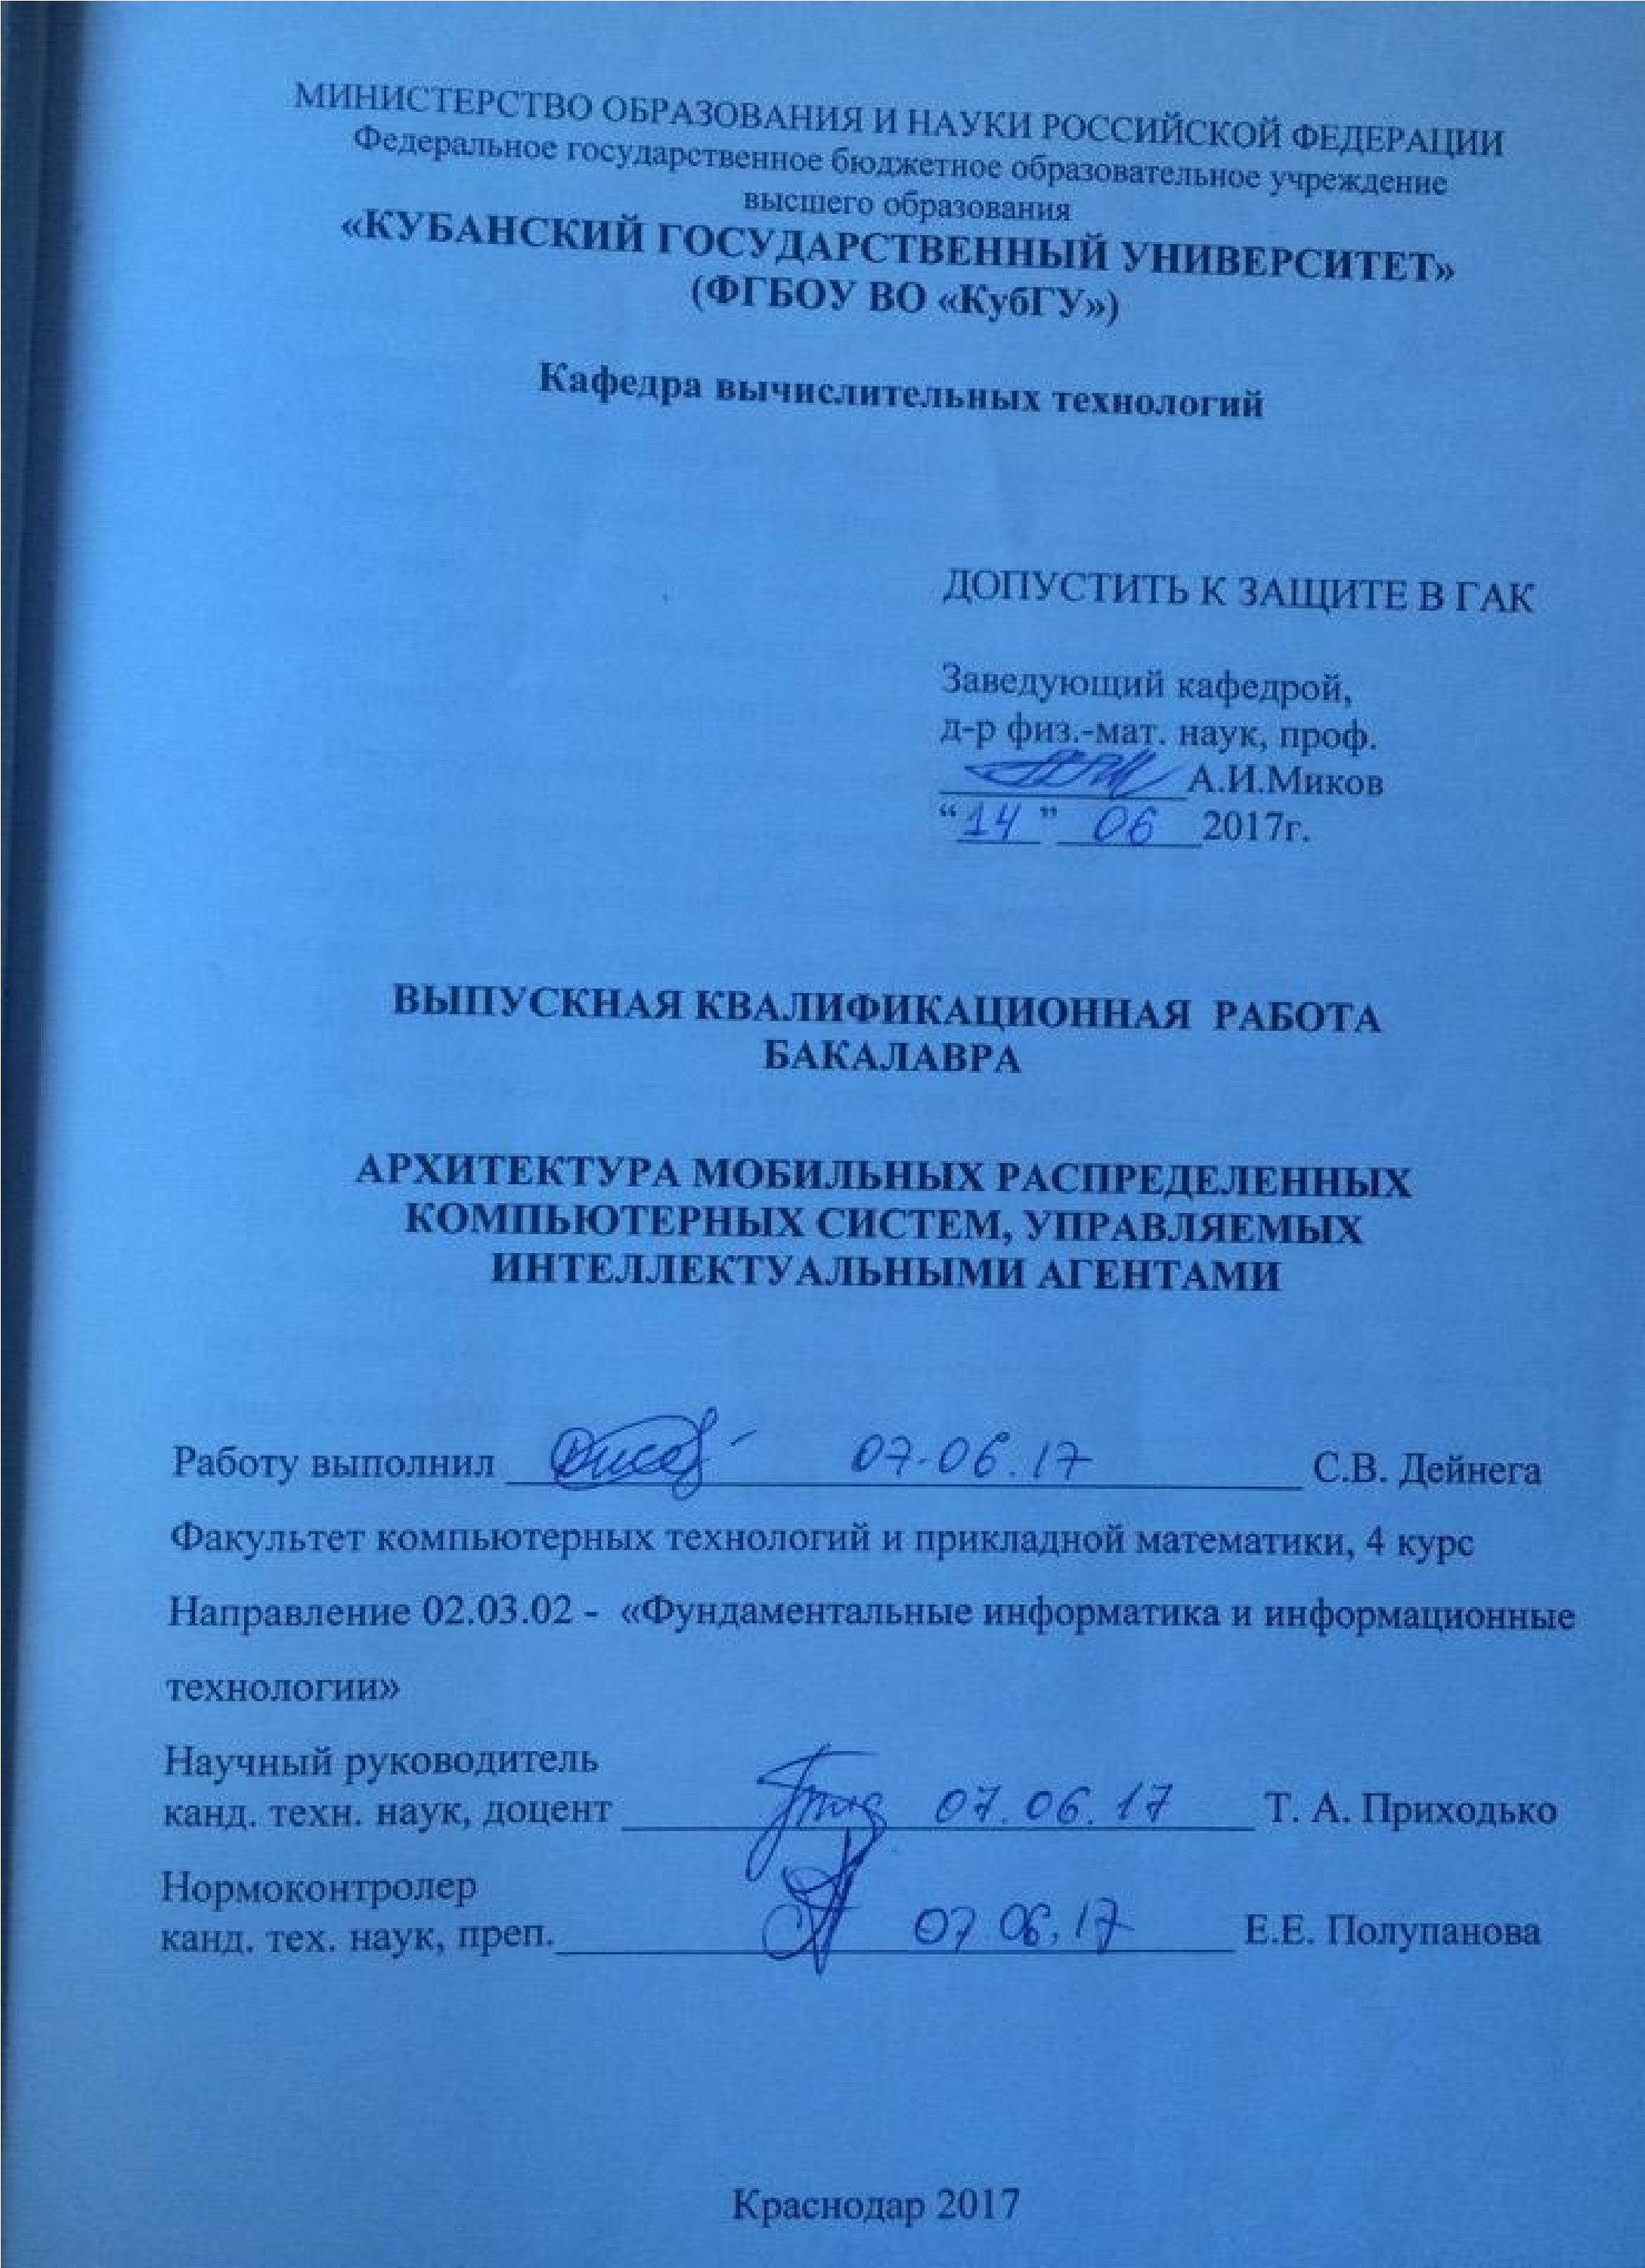 МИНИСТЕРСТВО ОБРАЗОВАНИЯ И НАУКИ РОССИЙСКОЙ ФЕДЕРАЦИИ
Федеральное государственное бюджетное образовательное учреждение
высшего образования
«КУБАНСКИЙ ГОСУДАРСТВЕННЫЙ УНИВЕРСИТЕТ»
(ФГБОУ ВО «КубГУ»)
Кафедра вычислительных технологий
ДОПУСТИТЬ К ЗАЩИТЕ В ГАК
Заведующий кафедрой,
д-р физ.-мат. наук, проф.
А.И.Миков
“14” 06 2017г.
ВЫПУСКНАЯ КВАЛИФИКАЦИОННАЯ РАБОТА
БАКАЛАВРА
АРХИТЕКТУРА МОБИЛЬНЫХ РАСПРЕДЕЛЕННЫХ
КОМПЬЮТЕРНЫХ СИСТЕМ, УПРАВЛЯЕМЫХ
ИНТЕЛЛЕКТУАЛЬНЫМИ АГЕНТАМИ
Работу выполнил 07.06.17 С.В. Дейнега
Факультет компьютерных технологий и прикладной математики, 4 курс
Направление 02.03.02 - «Фундаментальные информатика и информационные
технологии»
Научный руководитель
канд. техн. наук, доцент 07.06.17 Т. А. Приходько
Нормоконтролер
канд. тех. наук, преп. 07.06.17 Е.Е. Полупанова
Краснодар 2017